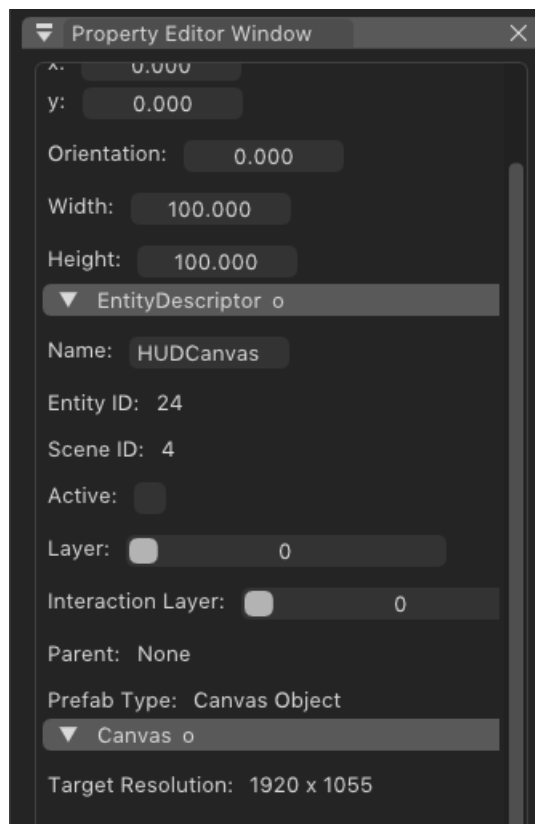 Property Editor Window
x: 0.000
y: 0.000
Orientation: 0.000
Width: 100.000
Height: 100.000
EntityDescriptor o
Name: HUDCanvas
Entity ID: 24
Scene ID: 4
Active:
Layer: 0
Interaction Layer: 0
Parent: None
Prefab Type: Canvas Object
Canvas o
Target Resolution: 1920 x 1055